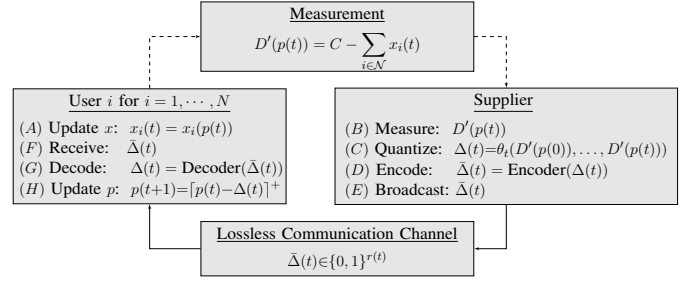 Measurement
D′(p(t)) = C − ∑_{i∈𝒩} x_i(t)
User i for i = 1, ⋯ , N
(A) Update x: x_i(t) = x_i(p(t))
(F) Receive: Δ̄(t)
(G) Decode: Δ(t) = Decoder(Δ̄(t))
(H) Update p: p(t+1)=⌈p(t)−Δ(t)⌉⁺
Supplier
(B) Measure: D′(p(t))
(C) Quantize: Δ(t)=θ_t(D′(p(0)), . . . , D′(p(t)))
(D) Encode: Δ̄(t) = Encoder(Δ(t))
(E) Broadcast: Δ̄(t)
Lossless Communication Channel
Δ̄(t)∈{0, 1}^{r(t)}